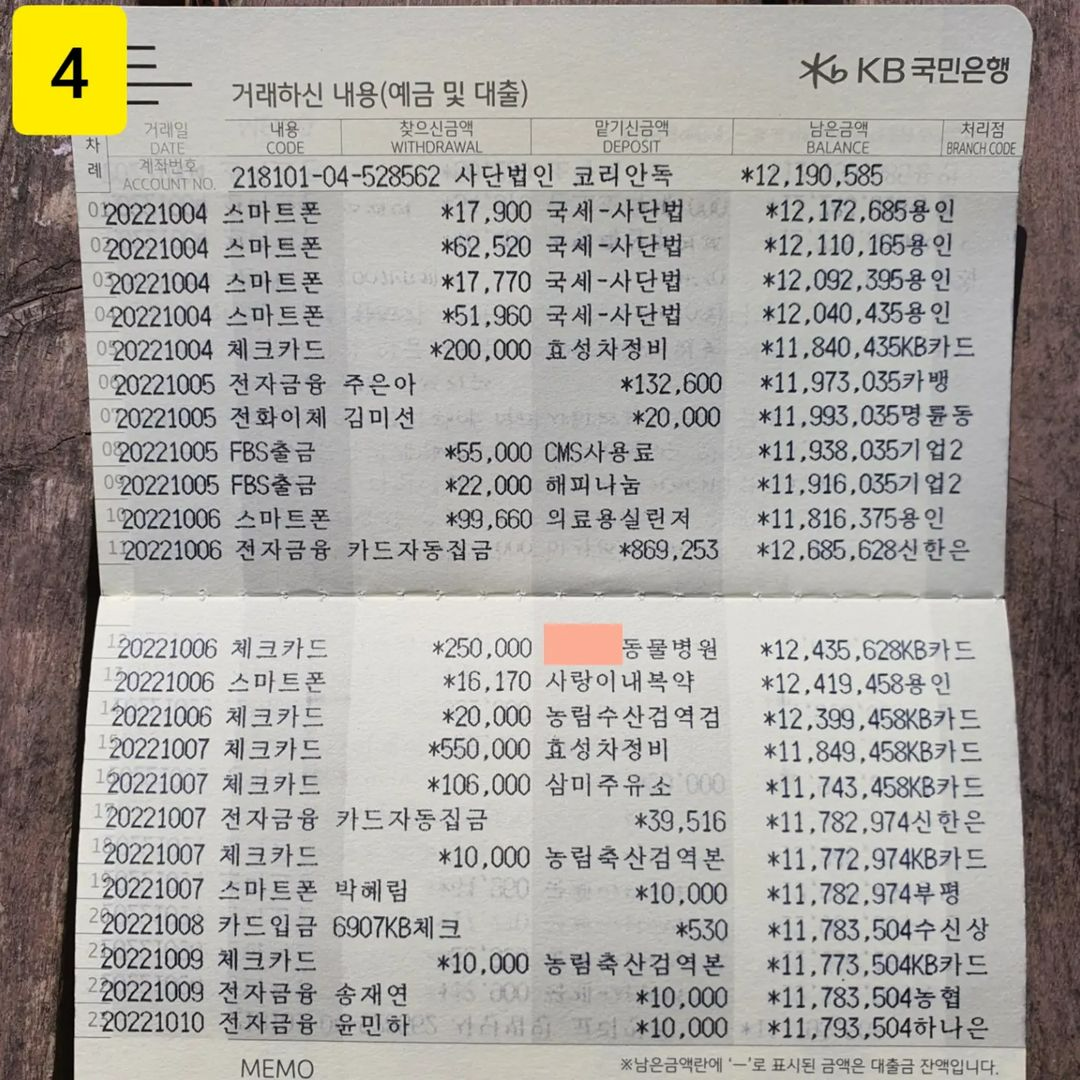 4
KB국민은행
거래하신 내용(예금 및 대출)
차례 거래일 DATE 내용 CODE 찾으신금액 WITHDRAWAL 맡기신금액 DEPOSIT 남은금액 BALANCE 처리점 BRANCH CODE
계좌번호 ACCOUNT NO. 218101-04-528562 사단법인 코리안독 *12,190,585
01 20221004 스마트폰 *17,900 국세-사단법 *12,172,685용인
02 20221004 스마트폰 *62,520 국세-사단법 *12,110,165용인
03 20221004 스마트폰 *17,770 국세-사단법 *12,092,395용인
04 20221004 스마트폰 *51,960 국세-사단법 *12,040,435용인
05 20221004 체크카드 *200,000 효성차정비 *11,840,435KB카드
06 20221005 전자금융 주은아 *132,600 *11,973,035카뱅
07 20221005 전화이체 김미선 *20,000 *11,993,035명륜동
08 20221005 FBS출금 *55,000 CMS사용료 *11,938,035기업2
09 20221005 FBS출금 *22,000 해피나눔 *11,916,035기업2
10 20221006 스마트폰 *99,660 의료용실린저 *11,816,375용인
11 20221006 전자금융 카드자동집금 *869,253 *12,685,628신한은
12 20221006 체크카드 *250,000 동물병원 *12,435,628KB카드
13 20221006 스마트폰 *16,170 사랑이내복약 *12,419,458용인
14 20221006 체크카드 *20,000 농림수산검역검 *12,399,458KB카드
15 20221007 체크카드 *550,000 효성차정비 *11,849,458KB카드
16 20221007 체크카드 *106,000 삼미주유소 *11,743,458KB카드
17 20221007 전자금융 카드자동집금 *39,516 *11,782,974신한은
18 20221007 체크카드 *10,000 농림축산검역본 *11,772,974KB카드
19 20221007 스마트폰 박혜림 *10,000 *11,782,974부평
20 20221008 카드입금 6907KB체크 *530 *11,783,504수신상
21 20221009 체크카드 *10,000 농림축산검역본 *11,773,504KB카드
22 20221009 전자금융 송재연 *10,000 *11,783,504농협
23 20221010 전자금융 윤민하 *10,000 *11,793,504하나은
MEMO ※남은금액란에 '―'로 표시된 금액은 대출금 잔액입니다.